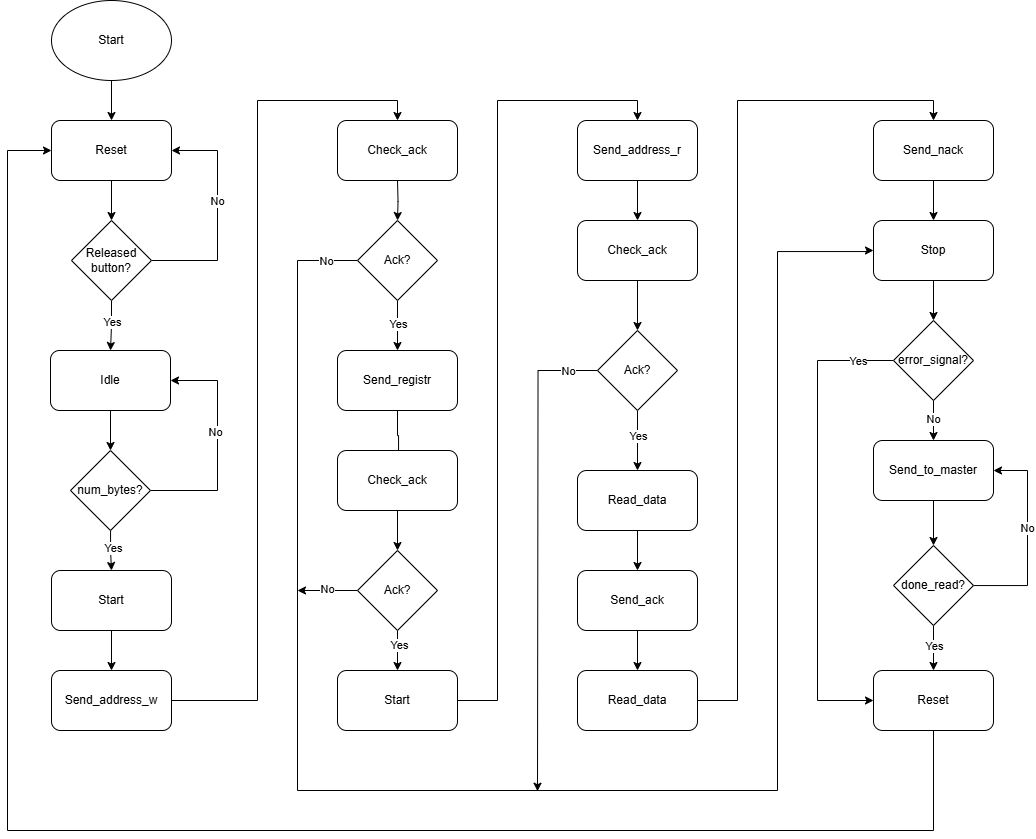 Start
Reset
No
Released
button?
Yes
Idle
No
num_bytes?
Yes
Start
Send_address_w
Check_ack
No
Ack?
Yes
Send_registr
Check_ack
No
Ack?
Yes
Start
Send_address_r
Check_ack
No
Ack?
Yes
Read_data
Send_ack
Read_data
Send_nack
Stop
Yes
error_signal?
No
Send_to_master
No
done_read?
Yes
Reset